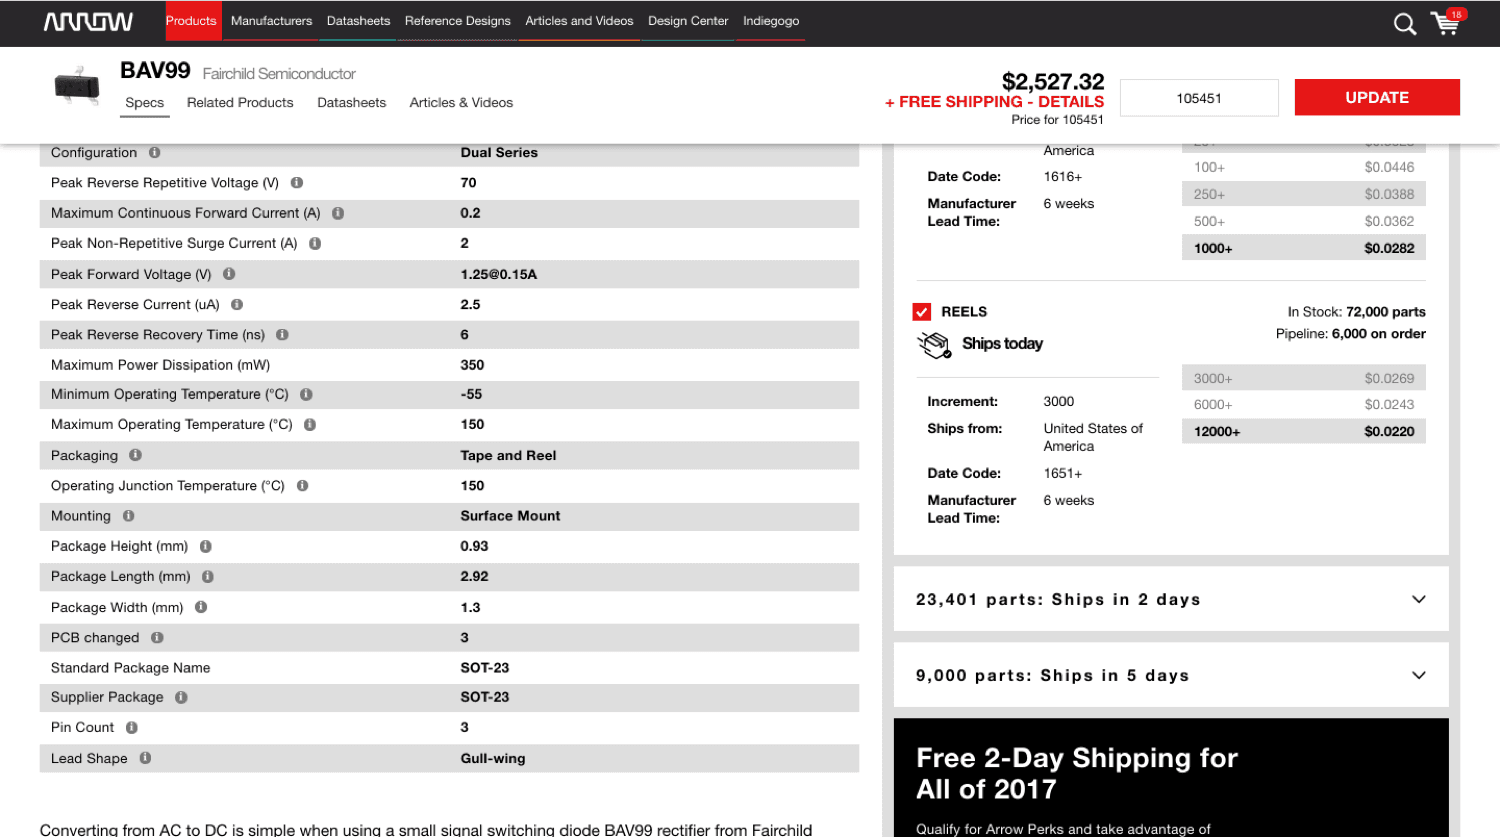 ARROW
Products Manufacturers Datasheets Reference Designs Articles and Videos Design Center Indiegogo
18
BAV99 Fairchild Semiconductor
Specs Related Products Datasheets Articles & Videos
$2,527.32
+ FREE SHIPPING - DETAILS
Price for 105451
105451
UPDATE
Configuration Dual Series
Peak Reverse Repetitive Voltage (V) 70
Maximum Continuous Forward Current (A) 0.2
Peak Non-Repetitive Surge Current (A) 2
Peak Forward Voltage (V) 1.25@0.15A
Peak Reverse Current (uA) 2.5
Peak Reverse Recovery Time (ns) 6
Maximum Power Dissipation (mW) 350
Minimum Operating Temperature (°C) -55
Maximum Operating Temperature (°C) 150
Packaging Tape and Reel
Operating Junction Temperature (°C) 150
Mounting Surface Mount
Package Height (mm) 0.93
Package Length (mm) 2.92
Package Width (mm) 1.3
PCB changed 3
Standard Package Name SOT-23
Supplier Package SOT-23
Pin Count 3
Lead Shape Gull-wing
Converting from AC to DC is simple when using a small signal switching diode BAV99 rectifier from Fairchild
America
Date Code: 1616+
Manufacturer 6 weeks
Lead Time:
100+ $0.0446
250+ $0.0388
500+ $0.0362
1000+ $0.0282
REELS
Ships today
In Stock: 72,000 parts
Pipeline: 6,000 on order
Increment: 3000
Ships from: United States of
America
Date Code: 1651+
Manufacturer 6 weeks
Lead Time:
3000+ $0.0269
6000+ $0.0243
12000+ $0.0220
23,401 parts: Ships in 2 days
9,000 parts: Ships in 5 days
Free 2-Day Shipping for
All of 2017
Qualify for Arrow Perks and take advantage of